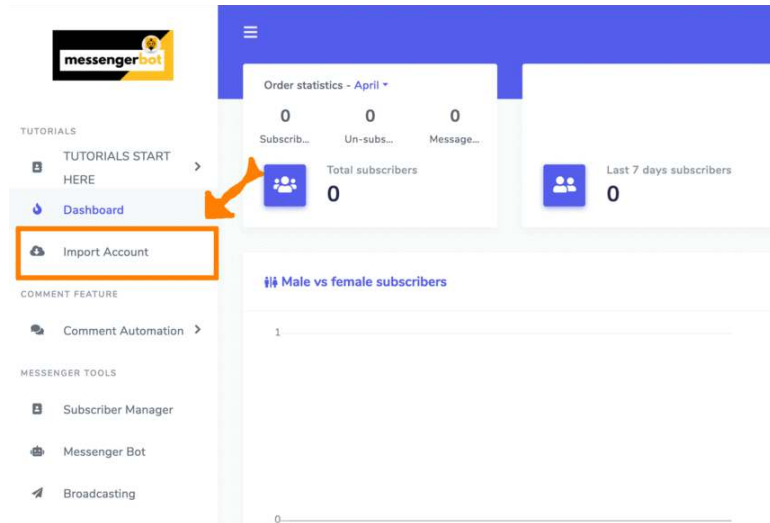 messengerbot
TUTORIALS
TUTORIALS START
HERE
Dashboard
Import Account
COMMENT FEATURE
Comment Automation
MESSENGER TOOLS
Subscriber Manager
Messenger Bot
Broadcasting
Order statistics - April
0 0 0
Subscrib... Un-subs... Message...
Total subscribers
0
Last 7 days subscribers
0
Male vs female subscribers
1
0